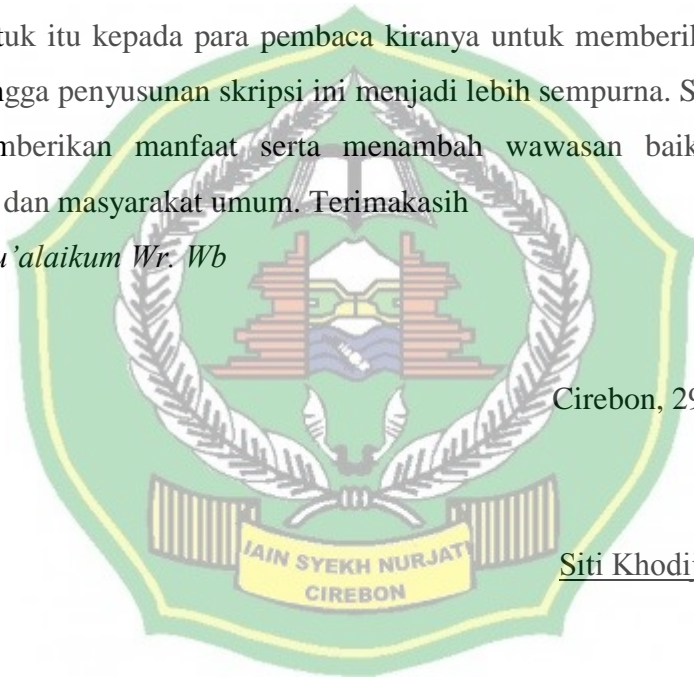 tuk itu kepada para pembaca kiranya untuk memberik
ngga penyusunan skripsi ini menjadi lebih sempurna. S
mberikan manfaat serta menambah wawasan baik
dan masyarakat umum. Terimakasih
u’alaikum Wr. Wb
Cirebon, 29
Siti Khodij
IAIN SYEKH NURJATI
CIREBON